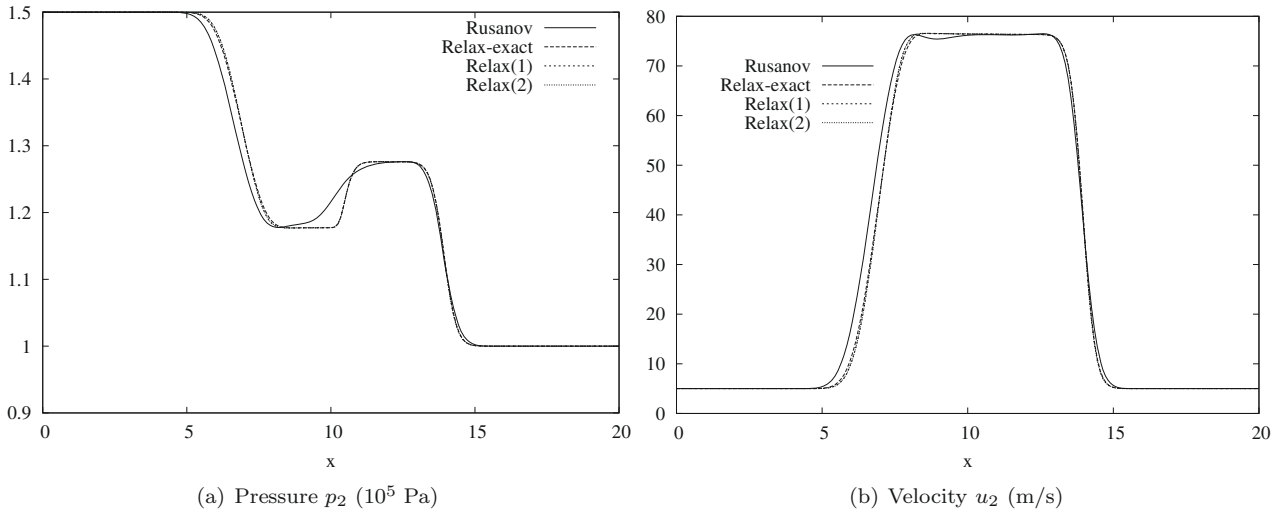 1.5
1.4
1.3
1.2
1.1
1
0.9
Rusanov
Relax-exact
Relax(1)
Relax(2)
0 5 10 15 20
x
(a) Pressure p₂ (10⁵ Pa)
80
70
60
50
40
30
20
10
0
Rusanov
Relax-exact
Relax(1)
Relax(2)
0 5 10 15 20
x
(b) Velocity u₂ (m/s)